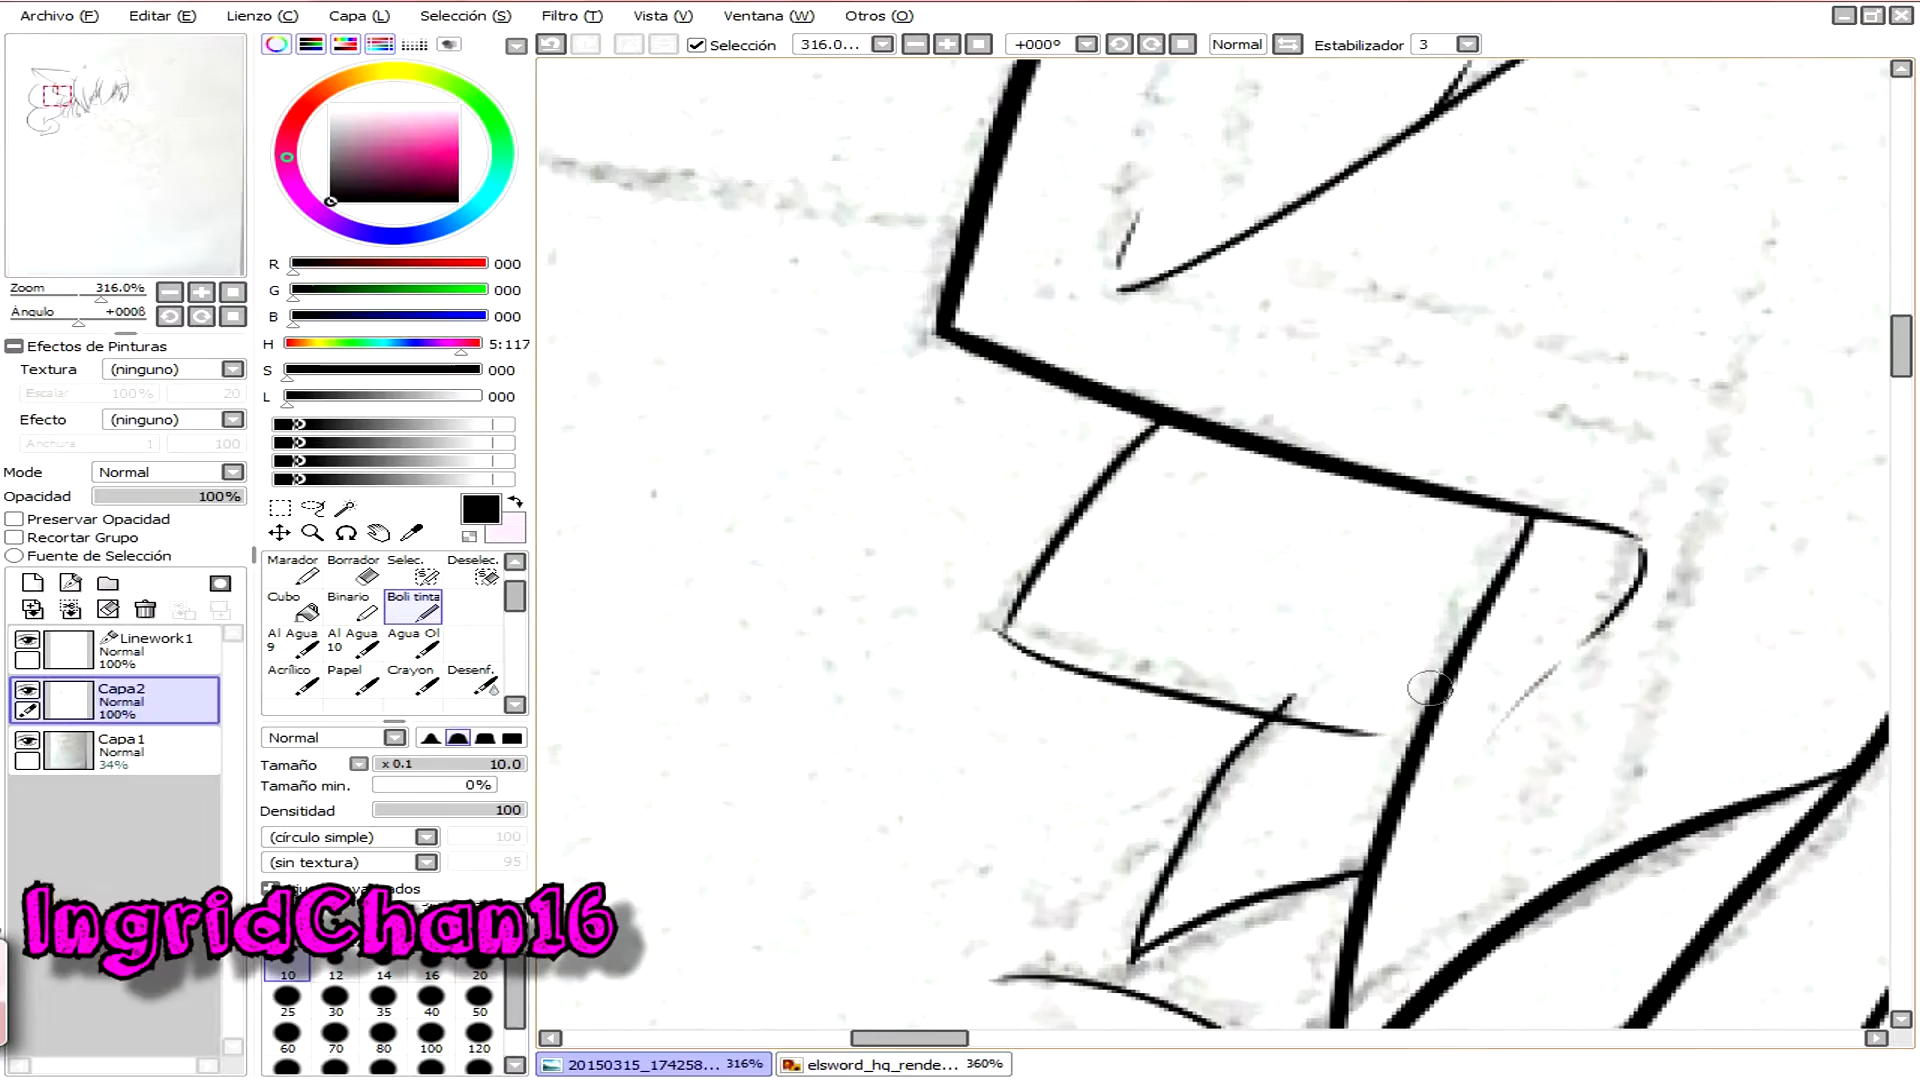 Archivo (F) Editar (E) Lienzo (C) Capa (L) Selección (S) Filtro (T) Vista (V) Ventana (W) Otros (O)
Selección 316.0... +000º Normal Estabilizador 3
Zoom 316.0%
Ángulo +000ß
Efectos de Pinturas
Textura (ninguno)
Escalar 100% 20
Efecto (ninguno)
Anchura 1 100
Mode Normal
Opacidad 100%
Preservar Opacidad
Recortar Grupo
Fuente de Selección
Linework1
Normal
100%
Capa2
Normal
100%
Capa1
Normal
34%
R 000
G 000
B 000
H 5:117
S 000
L 000
Marador Borrador Selec. Deselec.
Cubo Binario Boli tinta
Al Agua 9 Al Agua 10 Agua Ol
Acrílico Papel Crayon Desenf.
Normal
Tamaño x 0.1 10.0
Tamaño min. 0%
Densitidad 100
(círculo simple) 100
(sin textura) 95
IngridChan16
10 12 14 16 20
25 30 35 40 50
60 70 80 100 120
20150315_174258... 316% elsword_hq_rende... 360%